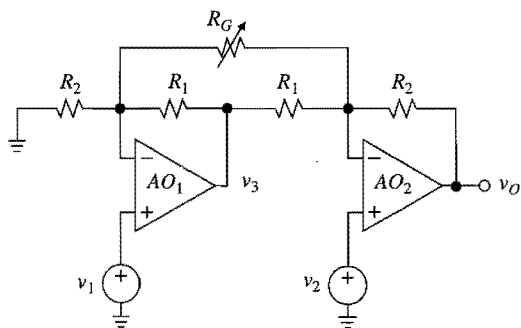 R_G
R_2 R_1 R_1 R_2
− −
AO_1 v_3 AO_2 v_O
+ +
v_1 + v_2 +